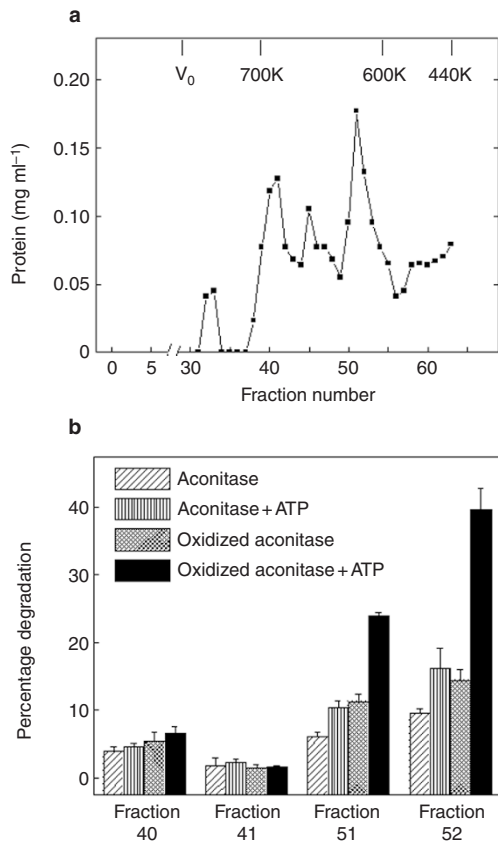 a
V₀ 700K 600K 440K
0.20
0.15
0.10
0.05
0
Protein (mg ml⁻¹)
0 5 30 40 50 60
Fraction number
b
Aconitase
Aconitase + ATP
Oxidized aconitase
Oxidized aconitase + ATP
40
30
20
10
0
Percentage degradation
Fraction 40
Fraction 41
Fraction 51
Fraction 52